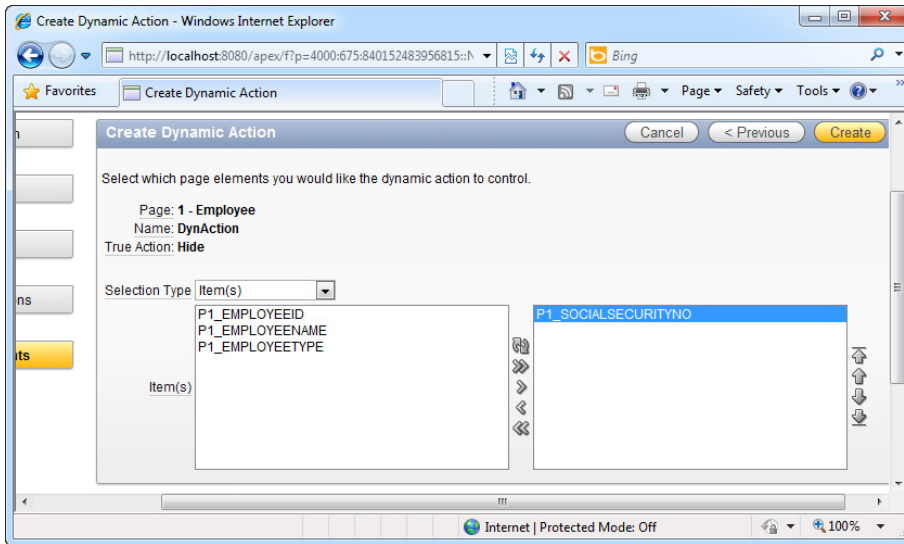 Create Dynamic Action - Windows Internet Explorer
http://localhost:8080/apex/f?p=4000:675:840152483956815::N
Bing
Favorites
Create Dynamic Action
Page
Safety
Tools
Create Dynamic Action
Cancel
< Previous
Create
Select which page elements you would like the dynamic action to control.
Page: 1 - Employee
Name: DynAction
True Action: Hide
ns
Selection Type Item(s)
P1_EMPLOYEEID
P1_SOCIALSECURITYNO
P1_EMPLOYEENAME
P1_EMPLOYEETYPE
ts
Item(s)
Internet | Protected Mode: Off
100%